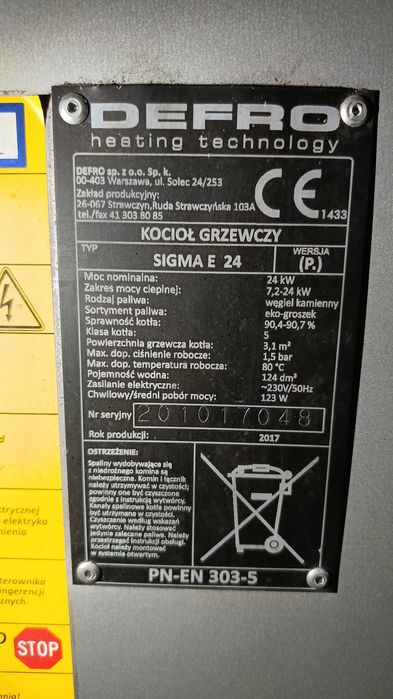 DEFRO
heating technology
DEFRO sp. z o.o. Sp. k.
00-403 Warszawa, ul. Solec 24/253
Zakład produkcyjny:
26-067 Strawczyn,Ruda Strawczyńska 103A
tel./fax 41 303 80 85
CE 1433
KOCIOŁ GRZEWCZY
TYP
SIGMA E 24
WERSJA
(P.)
Moc nominalna: 24 kW
Zakres mocy cieplnej: 7,2-24 kW
Rodzaj paliwa: węgiel kamienny
Sortyment paliwa: eko-groszek
Sprawność kotła: 90,4-90,7 %
Klasa kotła: 5
Powierzchnia grzewcza kotła: 3,1 m²
Max. dop. ciśnienie robocze: 1,5 bar
Max. dop. temperatura robocza: 80 °C
Pojemność wodna: 124 dm³
Zasilanie elektryczne: ~230V/50Hz
Chwilowy/średni pobór mocy: 123 W
Nr seryjny 201017048
Rok produkcji: 2017
OSTRZEŻENIE:
Spaliny wydobywające się
z niedrożnego komina są
niebezpieczne. Komin i łącznik
należy utrzymywać w czystości;
powinny one być czyszczone
zgodnie z instrukcją wytwórcy.
Kanały spalinowe kotła powinny
być utrzymane w czystości.
Czyszczenie według wskazań
wytwórcy. Należy stosować
jedynie zalecane paliwa. Należy
przestrzegać instrukcji obsługi.
Kocioł należy montować
w systemie otwartym.
PN-EN 303-5
trycznej
elektryka
ienia
terownika
ingerencji
znych.
STOP